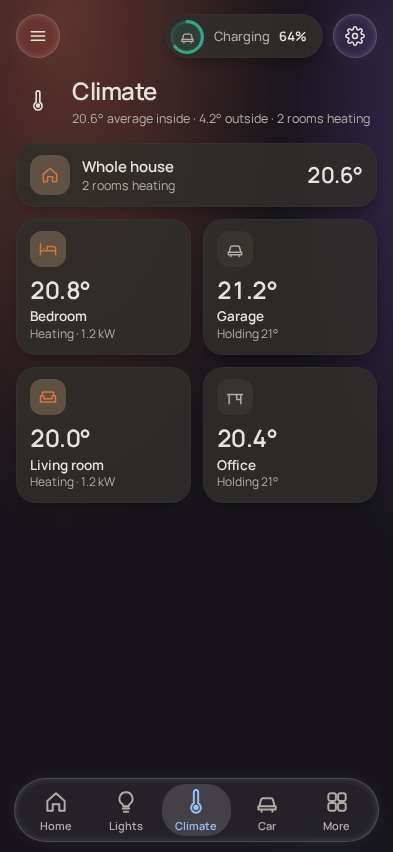 Charging 64%
Climate
20.6° average inside · 4.2° outside · 2 rooms heating
Whole house
2 rooms heating
20.6°
20.8°
Bedroom
Heating · 1.2 kW
21.2°
Garage
Holding 21°
20.0°
Living room
Heating · 1.2 kW
20.4°
Office
Holding 21°
Home
Lights
Climate
Car
More